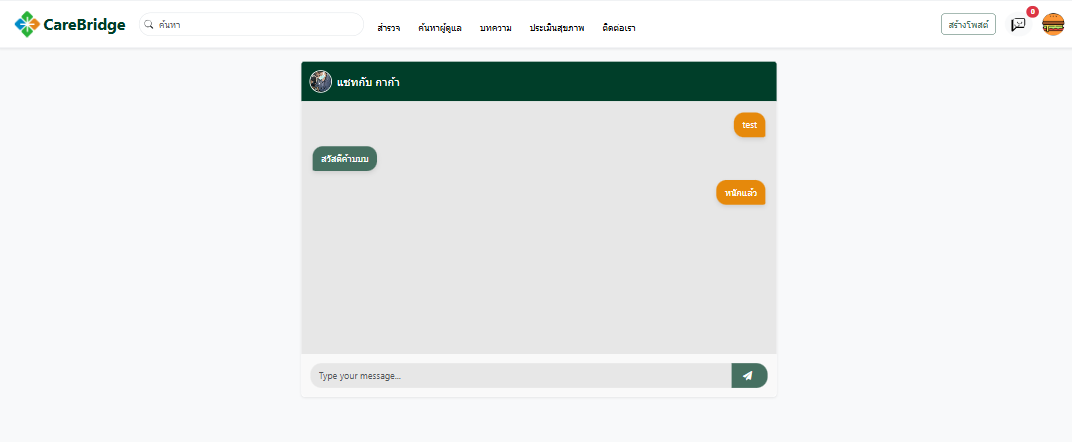 CareBridge
ค้นหา
สำรวจ ค้นหาผู้ดูแล บทความ ประเมินสุขภาพ ติดต่อเรา
สร้างโพสต์
0
แชทกับ กาก้า
test
สวัสดีค้าบบบ
หนักแล้ว
Type your message...